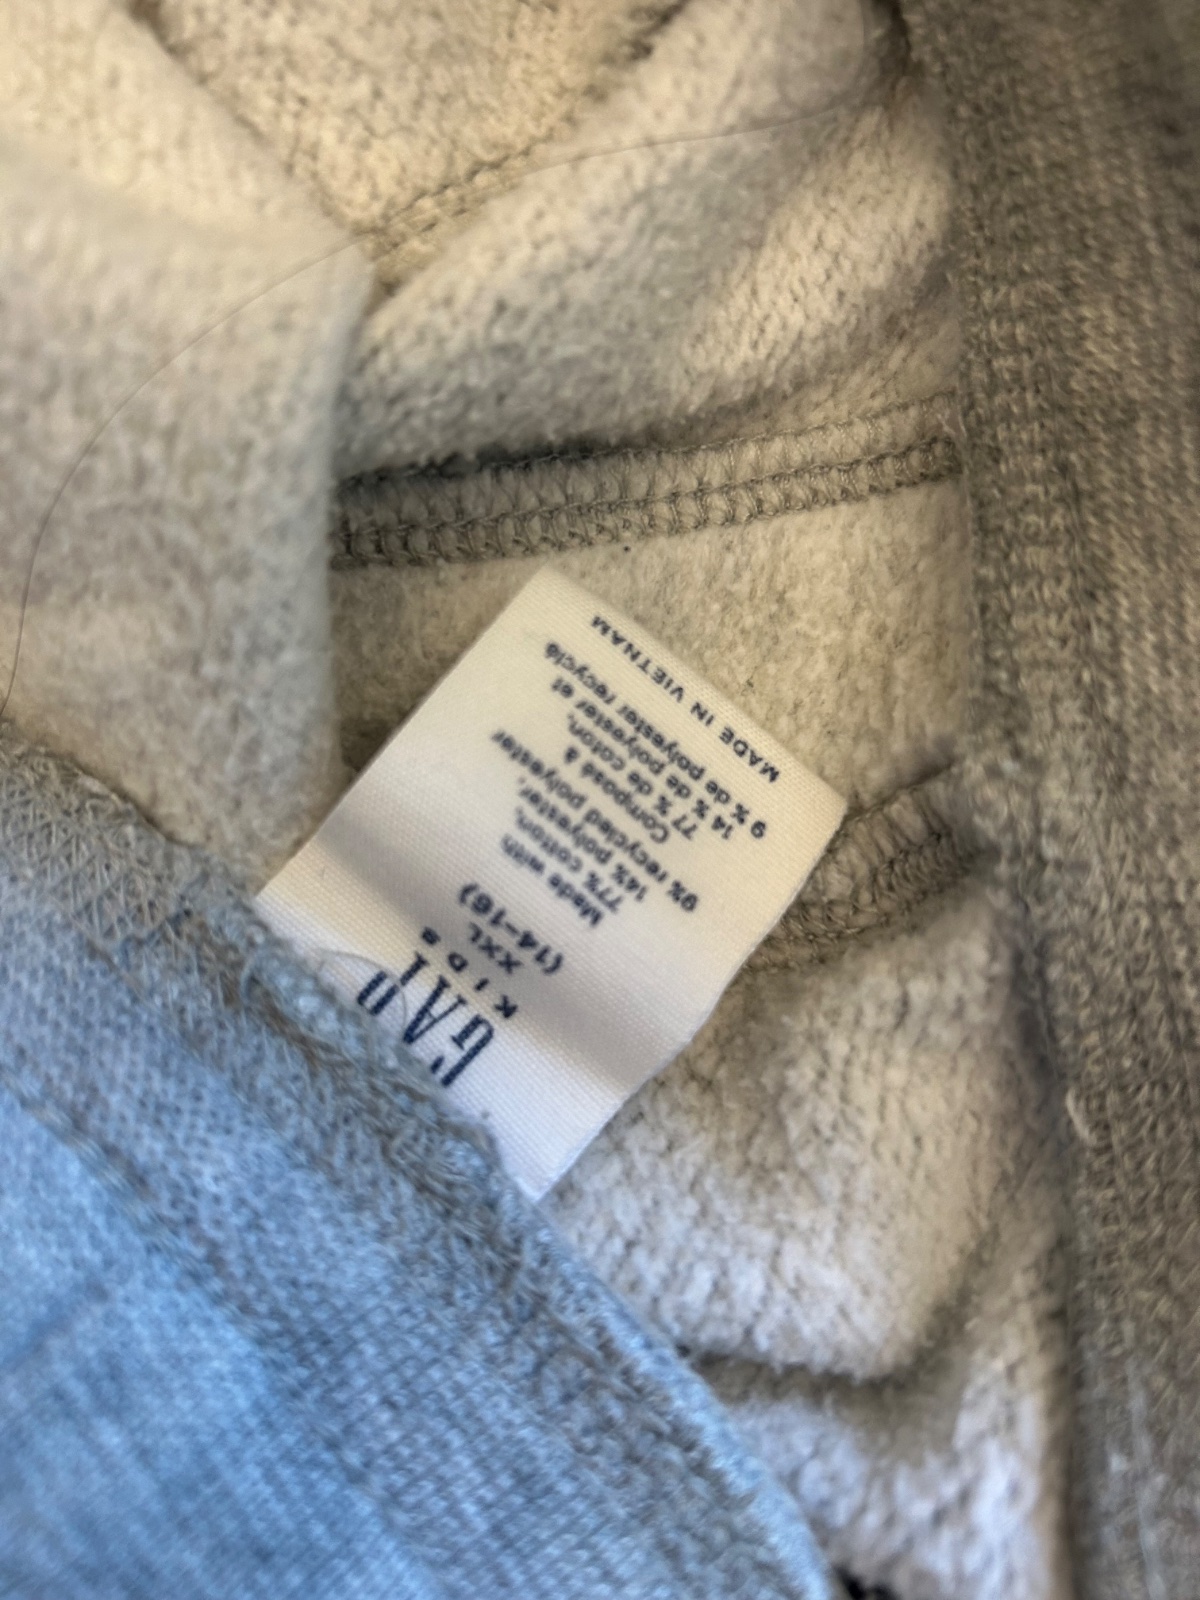 GAP
KIDS
XXL
(14-16)
Made with
77% cotton,
14% polyester,
9% recycled polyester
Composé à
77 % de coton,
14 % de polyester et
9 % de polyester recyclé
MADE IN VIETNAM